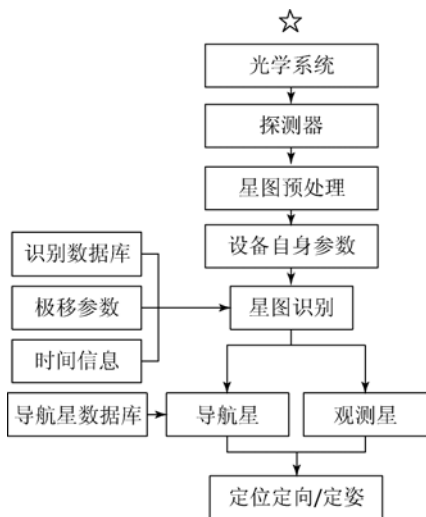 光学系统
探测器
星图预处理
设备自身参数
识别数据库
极移参数
星图识别
时间信息
导航星数据库
导航星
观测星
定位定向/定姿